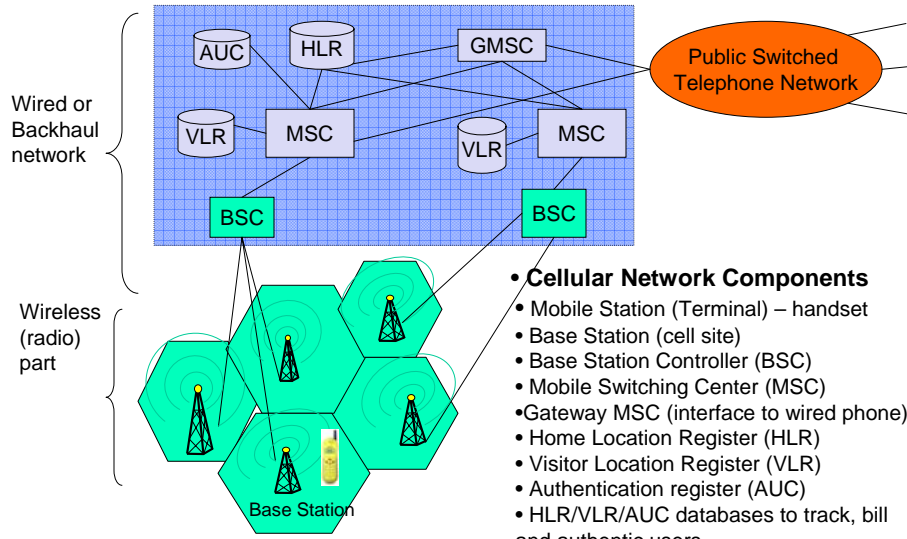 AUC
HLR
GMSC
Public Switched
Telephone Network
Wired or
Backhaul
network
VLR
MSC
VLR
MSC
BSC
BSC
Wireless
(radio)
part
Base Station
• Cellular Network Components
• Mobile Station (Terminal) – handset
• Base Station (cell site)
• Base Station Controller (BSC)
• Mobile Switching Center (MSC)
•Gateway MSC (interface to wired phone)
• Home Location Register (HLR)
• Visitor Location Register (VLR)
• Authentication register (AUC)
• HLR/VLR/AUC databases to track, bill
and authentic users